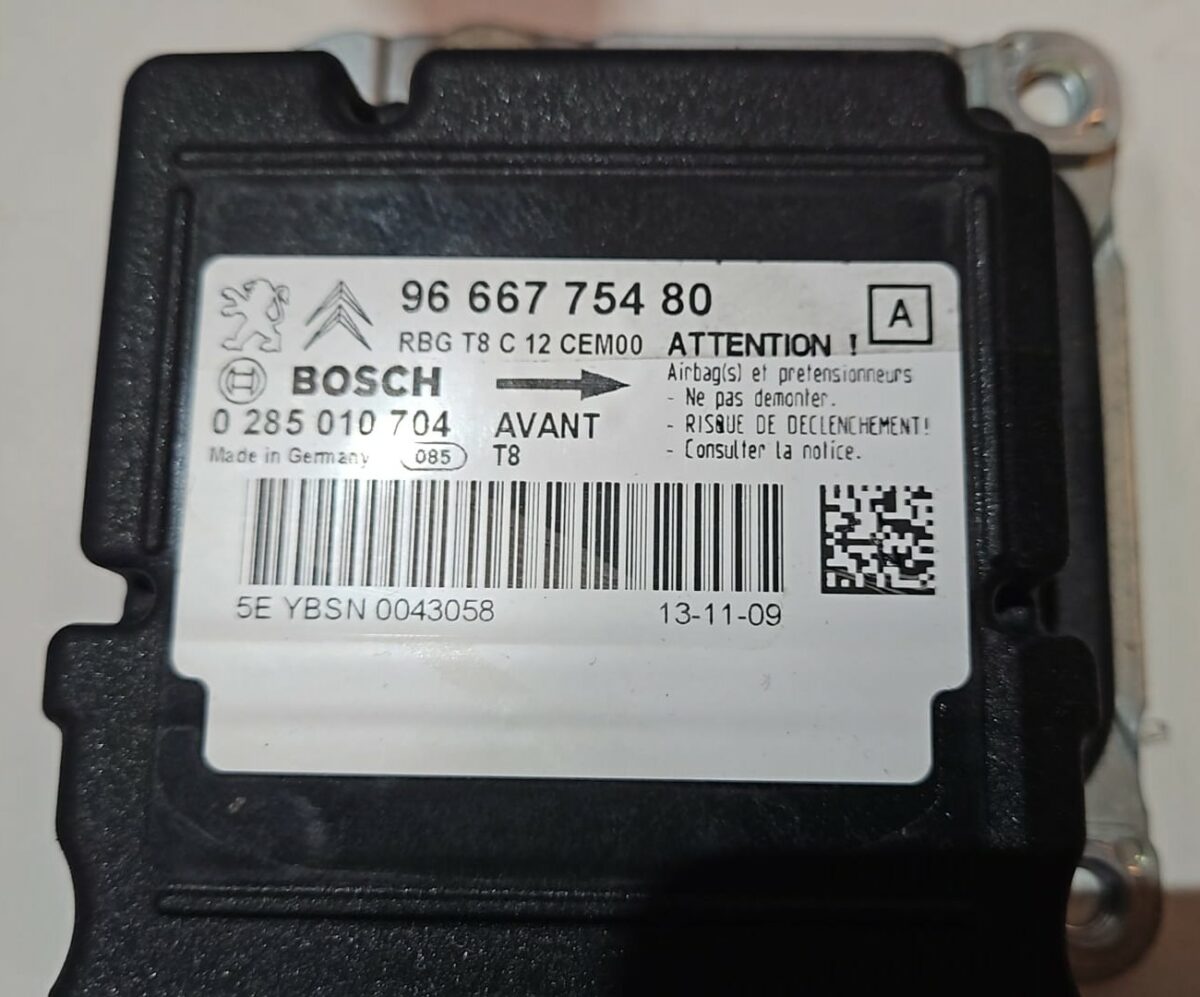 96 667 754 80
A
RBG T8 C 12 CEM00 ATTENTION !
BOSCH
Airbag(s) et pretensionneurs
- Ne pas demonter.
0 285 010 704 AVANT
- RISQUE DE DECLENCHEMENT!
Made in Germany 085 T8
- Consulter la notice.
5E YBSN 0043058 13-11-09